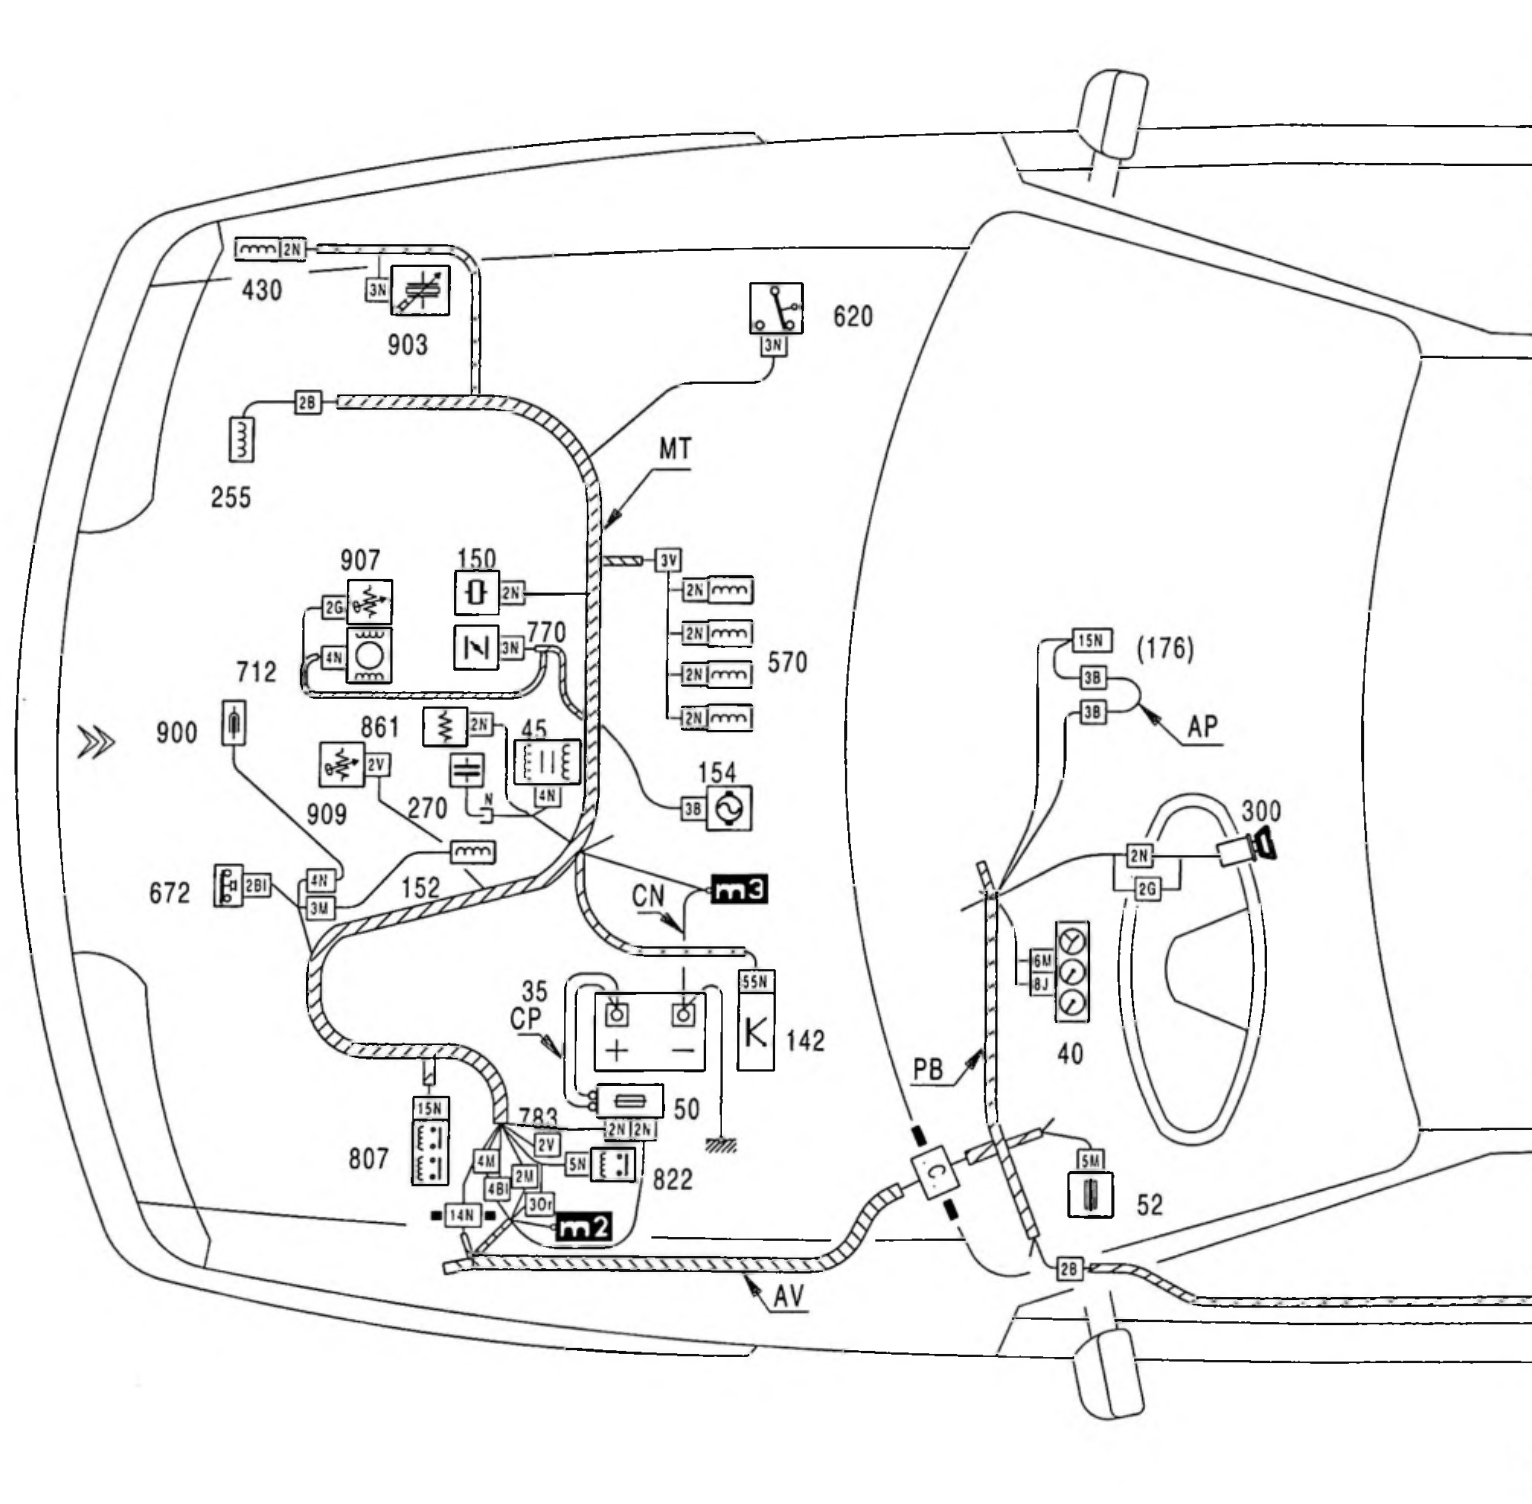 2N
430
3N
903
620
3N
2B
255
MT
907
150
3V
2G
2N
2N
770
3N
2N
4N
712
570
2N
2N
15N
(176)
3B
3B
AP
900
861
2N
45
2V
154
270
4N
N
3B
909
300
2N
2G
672
2BI
4N
3M
152
CN
m3
6M
8J
40
35
CP
55N
+
−
K
142
PB
50
15N
783
2N
2N
2V
807
4M
2M
5N
822
4BI
3Or
14N
m2
C.
5M
52
2B
AV